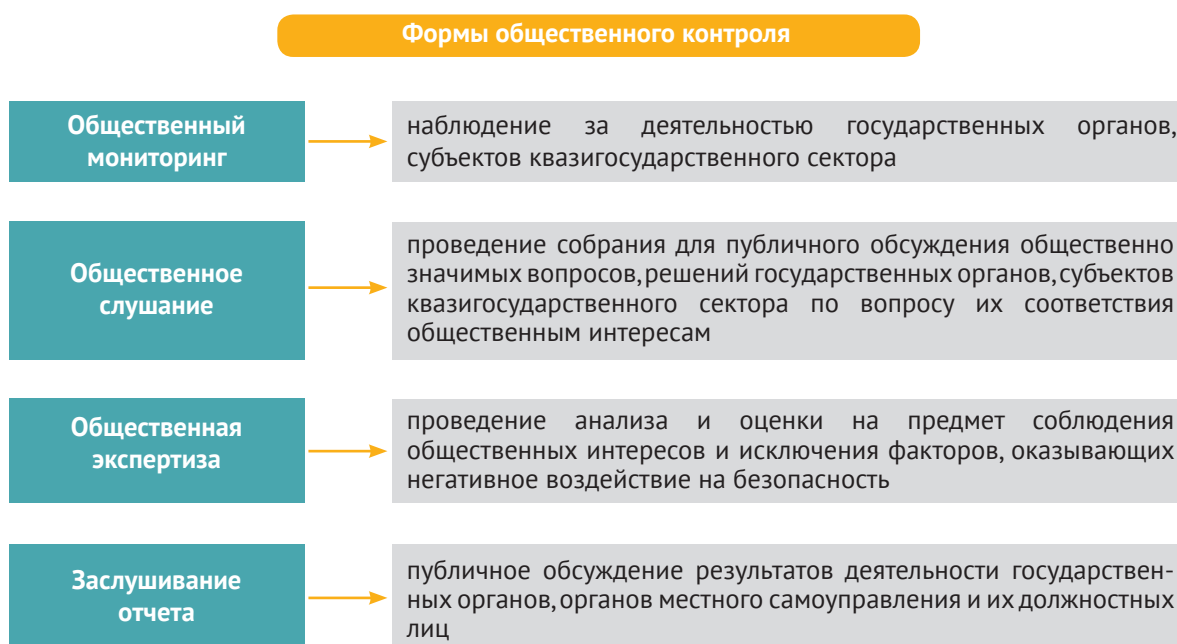 Формы общественного контроля
Общественный
мониторинг
наблюдение за деятельностью государственных органов,
субъектов квазигосударственного сектора
Общественное
слушание
проведение собрания для публичного обсуждения общественно
значимых вопросов, решений государственных органов, субъектов
квазигосударственного сектора по вопросу их соответствия
общественным интересам
Общественная
экспертиза
проведение анализа и оценки на предмет соблюдения
общественных интересов и исключения факторов, оказывающих
негативное воздействие на безопасность
Заслушивание
отчета
публичное обсуждение результатов деятельности государствен-
ных органов, органов местного самоуправления и их должностных
лиц